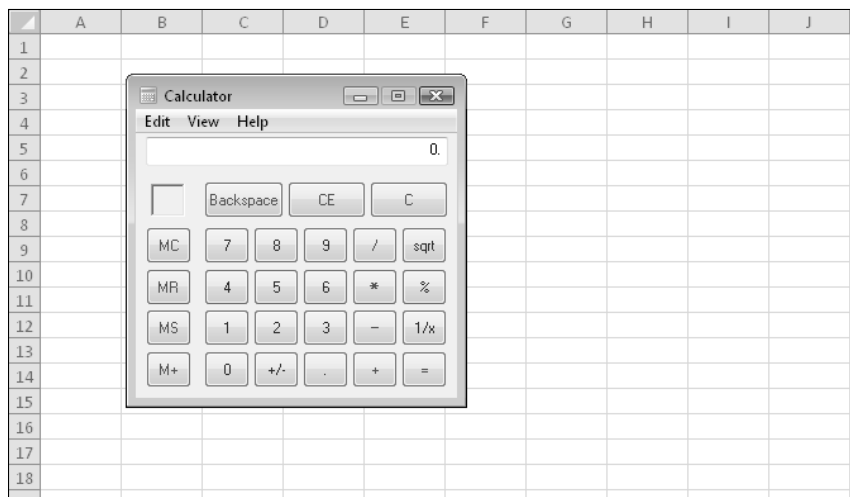 A B C D E F G H I J
1
2
3
Calculator
4
Edit View Help
5
0.
6
7
Backspace CE C
8
9
MC 7 8 9 / sqrt
10
MR 4 5 6 * %
11
12
MS 1 2 3 - 1/x
13
14
M+ 0 +/- . + =
15
16
17
18